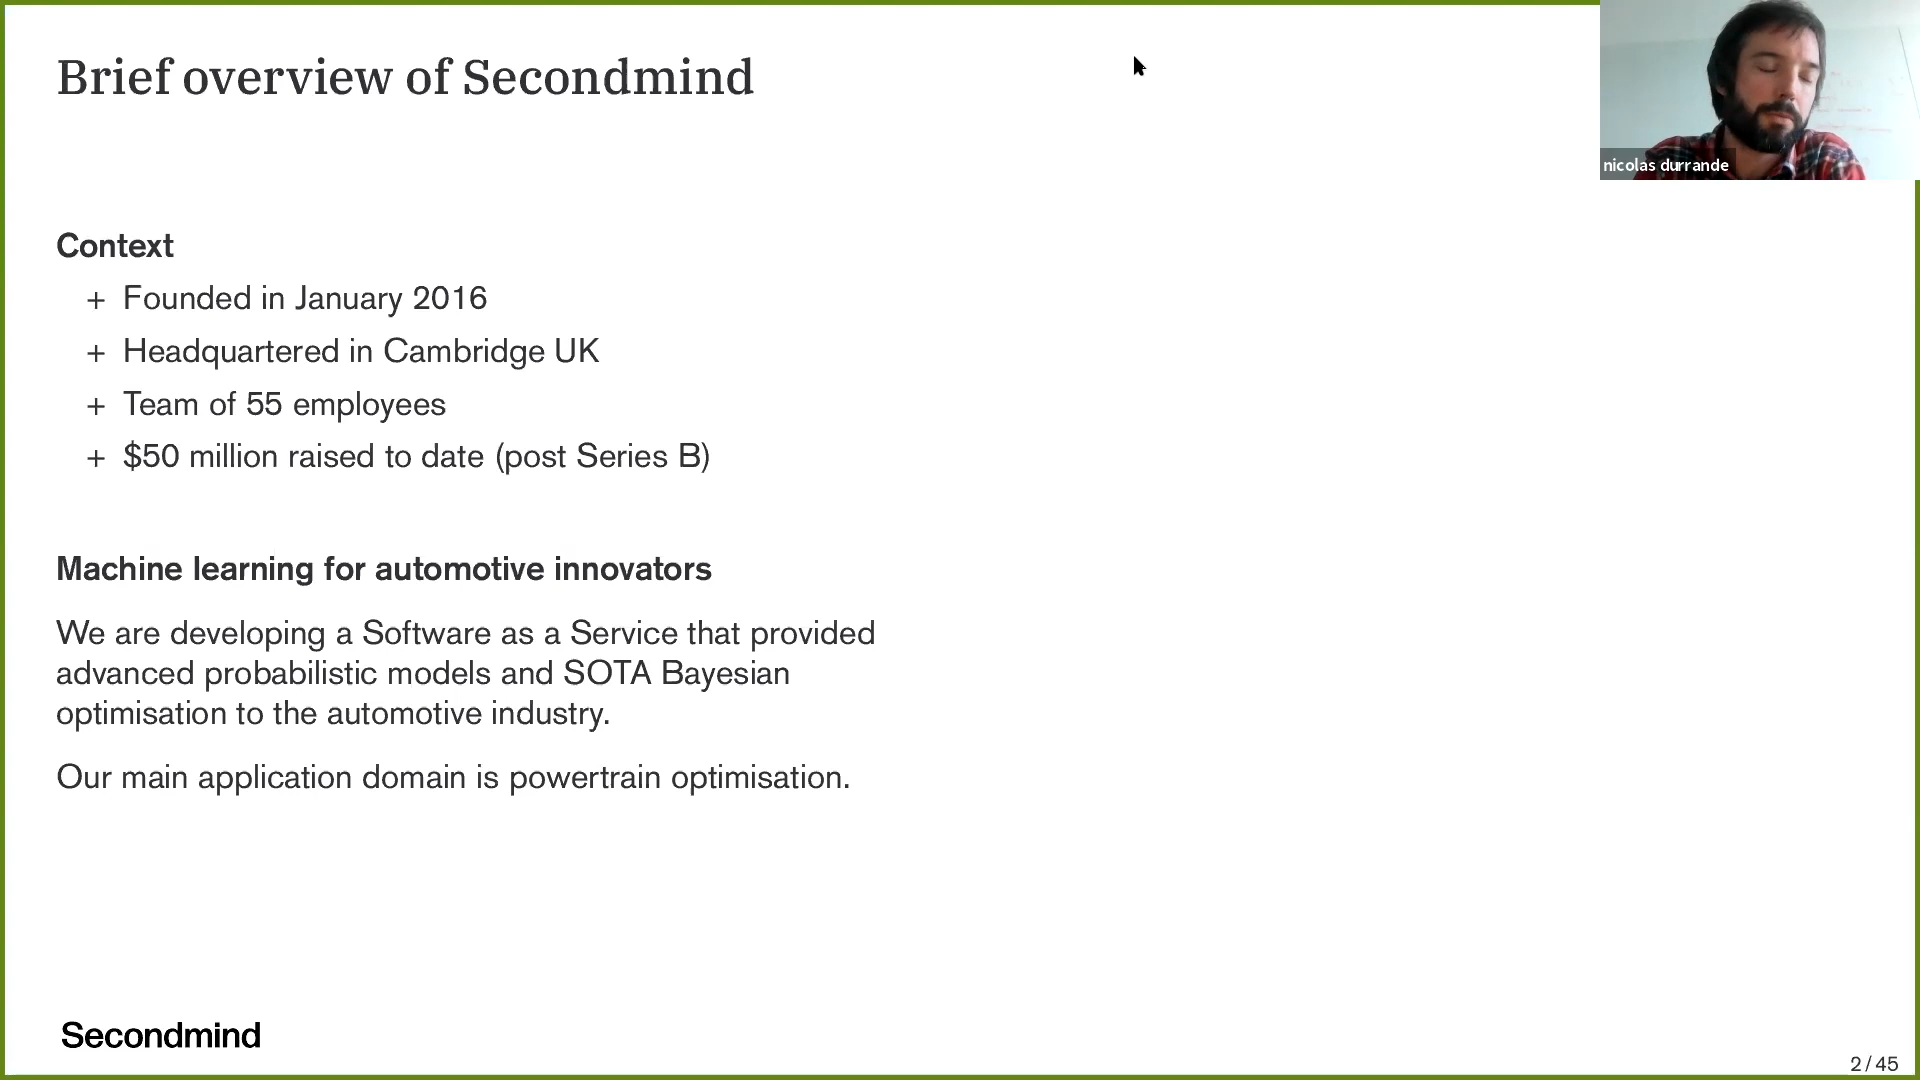 Brief overview of Secondmind
nicolas durrande
Context
+ Founded in January 2016
+ Headquartered in Cambridge UK
+ Team of 55 employees
+ $50 million raised to date (post Series B)
Machine learning for automotive innovators
We are developing a Software as a Service that provided
advanced probabilistic models and SOTA Bayesian
optimisation to the automotive industry.
Our main application domain is powertrain optimisation.
Secondmind
2 / 45